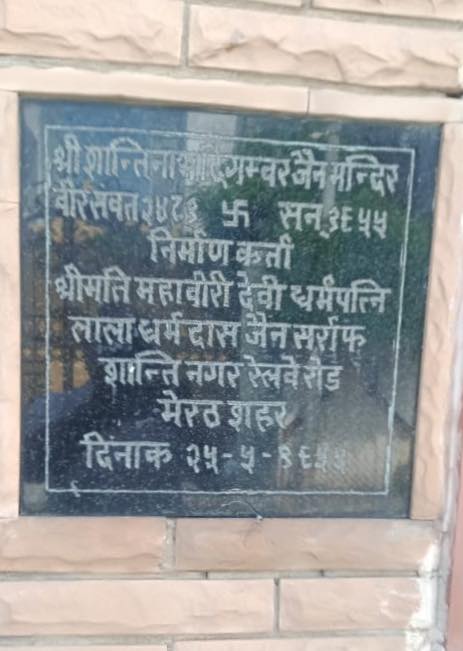 श्री शान्तिनाथ दिगम्बर जैन मन्दिर
वीर संवत २४८१ 卐 सन् १९५५
निर्माण कर्ता
श्रीमति महावीरी देवी धर्मपत्नि
लाला धर्म दास जैन सर्राफ
शान्ति नगर रेलवे रोड
मेरठ शहर
दिनाक २५-५-१९५५